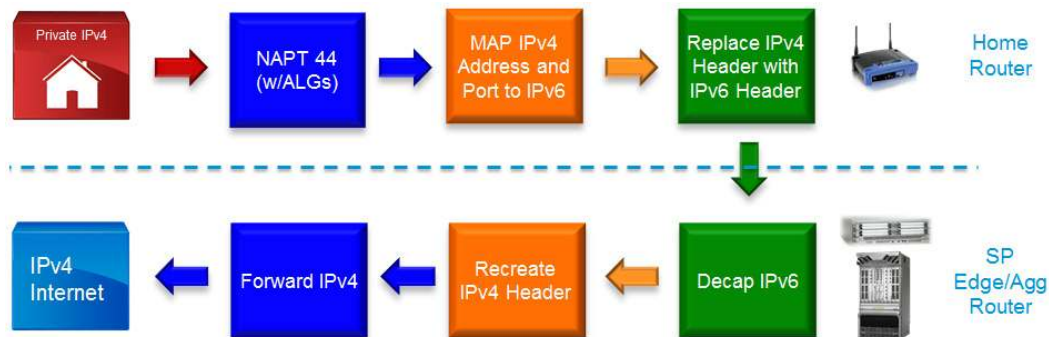 Private IPv4
NAPT 44
(w/ALGs)
MAP IPv4
Address and
Port to IPv6
Replace IPv4
Header with
IPv6 Header
Home
Router
IPv4
Internet
Forward IPv4
Recreate
IPv4 Header
Decap IPv6
SP
Edge/Agg
Router